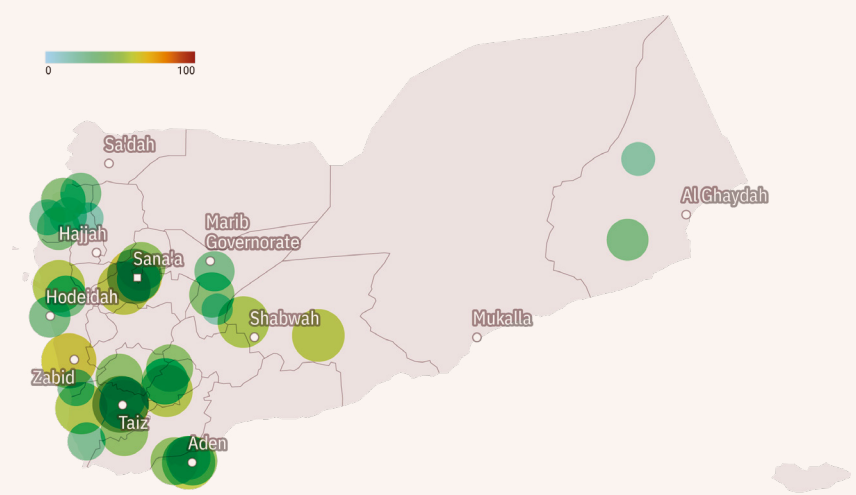 0 100
Sa'dah
Al Ghaydah
Marib
Governorate
Hajjah
Sana'a
Hodeidah
Shabwah
Mukalla
Zabid
Taiz
Aden